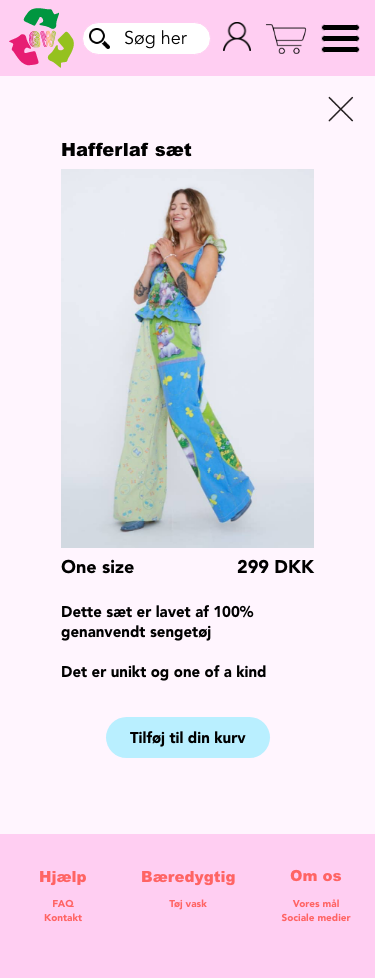 Søg her
Hafferlaf sæt
One size
299 DKK
Dette sæt er lavet af 100%
genanvendt sengetøj
Det er unikt og one of a kind
Tilføj til din kurv
Hjælp
FAQ
Kontakt
Bæredygtig
Tøj vask
Om os
Vores mål
Sociale medier